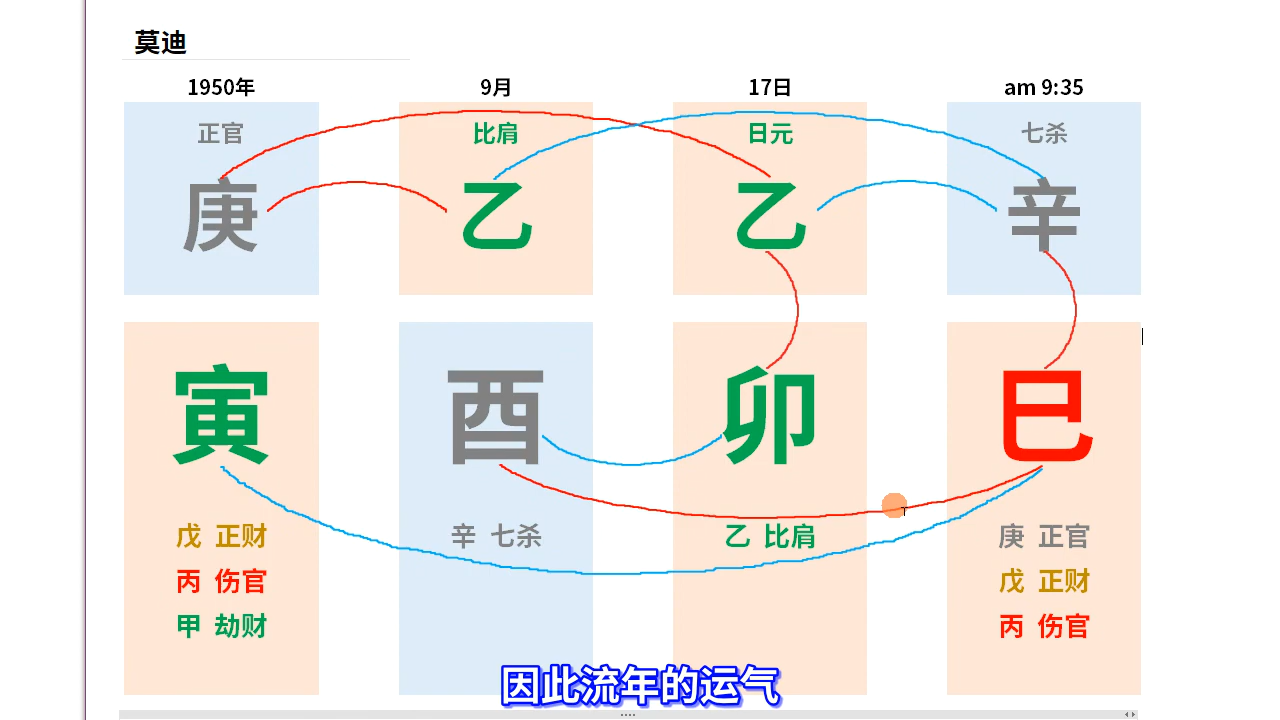 莫迪
1950年 9月 17日 am 9:35
正官 比肩 日元 七杀
庚 乙 乙 辛
寅 酉 卯 巳
戊 正财 辛 七杀 乙 比肩 庚 正官
丙 伤官 戊 正财
甲 劫财 丙 伤官
因此流年的运气